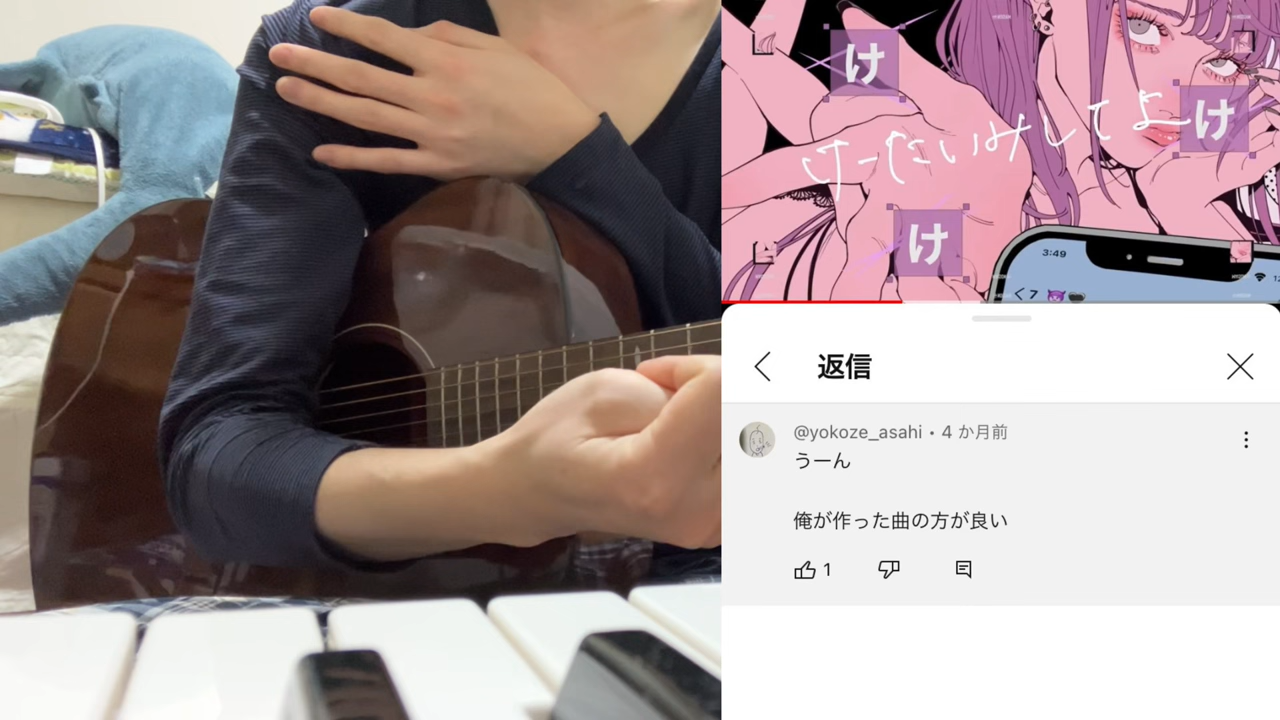 け
け
けーたいみしてよ
け
3:49
7
返信
@yokoze_asahi・4 か月前
うーん
俺が作った曲の方が良い
1